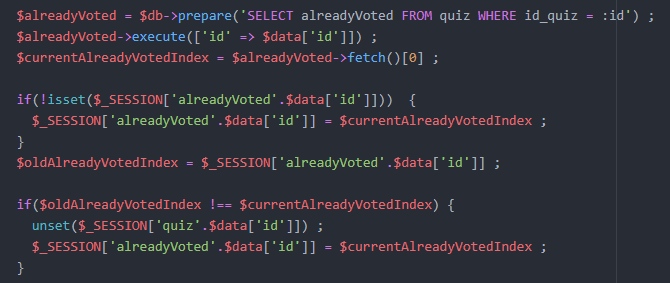 $alreadyVoted = $db->prepare('SELECT alreadyVoted FROM quiz WHERE id_quiz = :id') ;
$alreadyVoted->execute(['id' => $data['id']]) ;
$currentAlreadyVotedIndex = $alreadyVoted->fetch()[0] ;

if(!isset($_SESSION['alreadyVoted'.$data['id']]))  {
  $_SESSION['alreadyVoted'.$data['id']] = $currentAlreadyVotedIndex ;
}
$oldAlreadyVotedIndex = $_SESSION['alreadyVoted'.$data['id']] ;

if($oldAlreadyVotedIndex !== $currentAlreadyVotedIndex) {
  unset($_SESSION['quiz'.$data['id']]) ;
  $_SESSION['alreadyVoted'.$data['id']] = $currentAlreadyVotedIndex ;
}